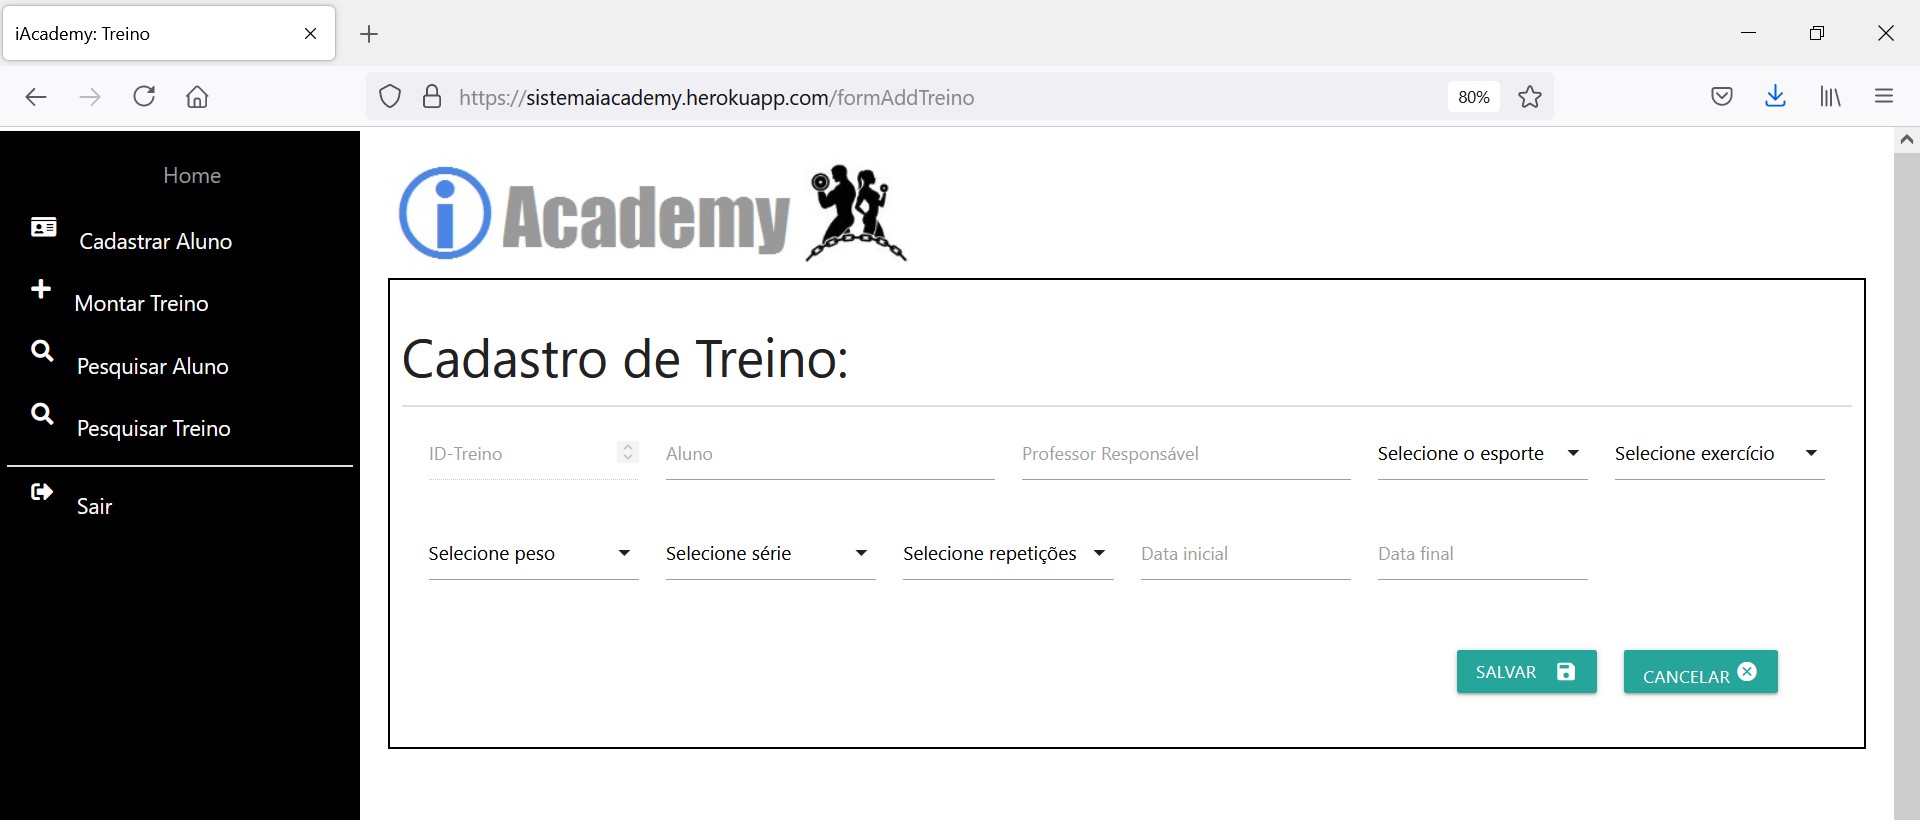 iAcademy: Treino
https://sistemaiacademy.herokuapp.com/formAddTreino
80%
Home
Cadastrar Aluno
Montar Treino
Pesquisar Aluno
Pesquisar Treino
Sair
i Academy
Cadastro de Treino:
ID-Treino Aluno Professor Responsável Selecione o esporte Selecione exercício
Selecione peso Selecione série Selecione repetições Data inicial Data final
SALVAR CANCELAR